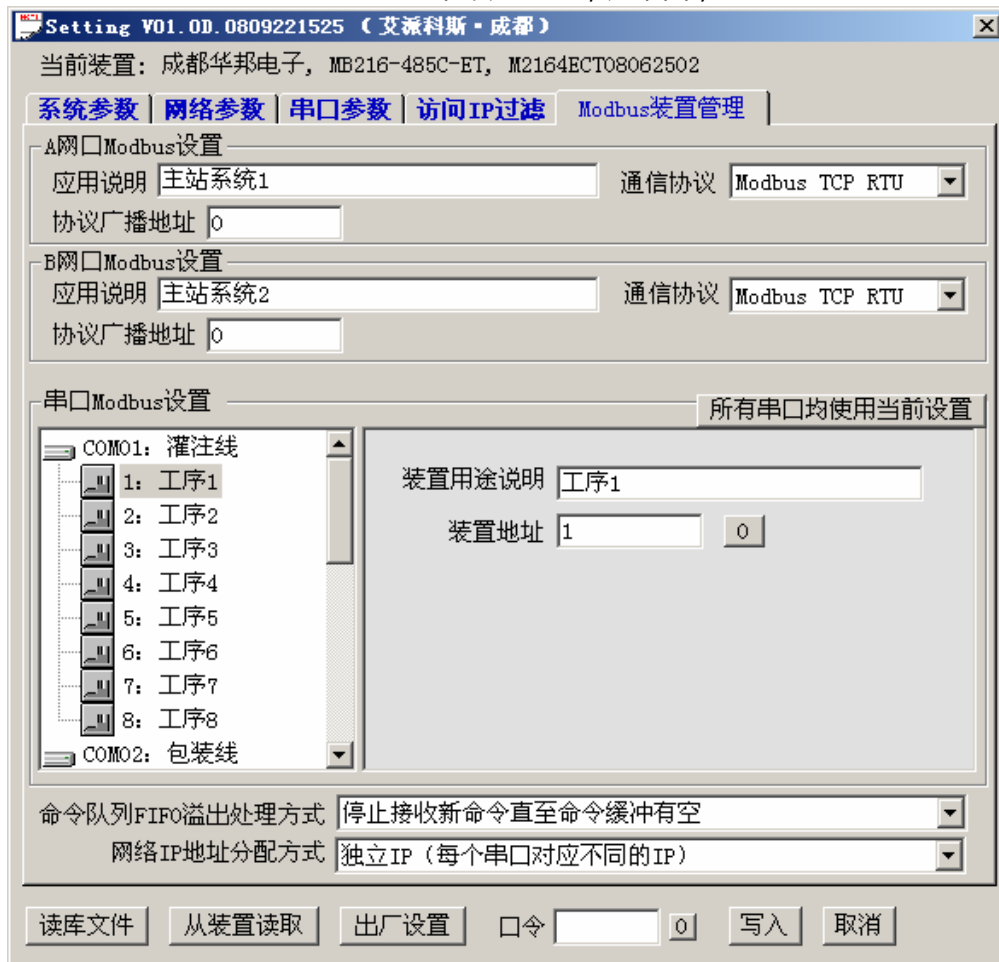 Setting V01.0D.0809221525 (艾派科斯·成都)
当前装置: 成都华邦电子, MB216-485C-ET, M2164ECT08062502
系统参数 网络参数 串口参数 访问IP过滤 Modbus装置管理
A网口Modbus设置
应用说明 主站系统1 通信协议 Modbus TCP RTU
协议广播地址 0
B网口Modbus设置
应用说明 主站系统2 通信协议 Modbus TCP RTU
协议广播地址 0
串口Modbus设置
所有串口均使用当前设置
COM01: 灌注线
1: 工序1
2: 工序2
3: 工序3
4: 工序4
5: 工序5
6: 工序6
7: 工序7
8: 工序8
COM02: 包装线
装置用途说明 工序1
装置地址 1 0
命令队列FIFO溢出处理方式 停止接收新命令直至命令缓冲有空
网络IP地址分配方式 独立IP(每个串口对应不同的IP)
读库文件 从装置读取 出厂设置 口令 0 写入 取消